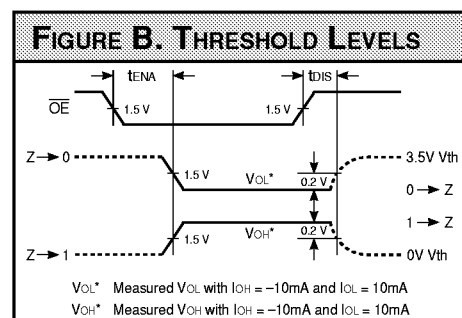 FIGURE B. THRESHOLD LEVELS
tENA
tDIS
OE
1.5 V
1.5 V
Z → 0
1.5 V
VOL*
0.2 V
3.5V Vth
0 → Z
1 → Z
Z → 1
1.5 V
VOH*
0.2 V
0V Vth
VOL* Measured VOL with IOH = –10mA and IOL = 10mA
VOH* Measured VOH with IOH = –10mA and IOL = 10mA